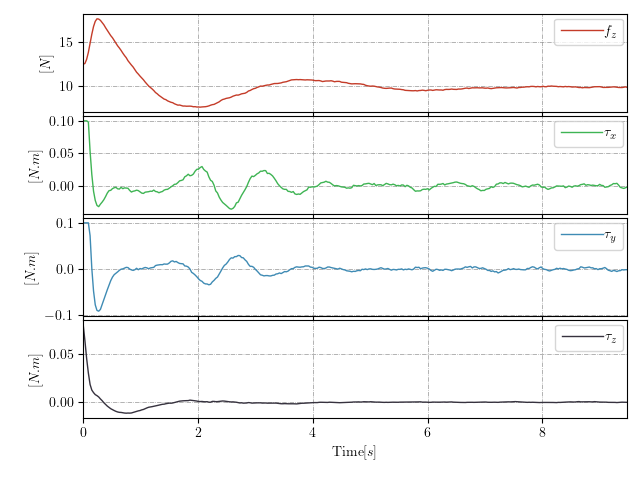 15
10
[N]
f_z
0.10
0.05
0.00
[N.m]
τ_x
0.1
0.0
−0.1
[N.m]
τ_y
0.05
0.00
[N.m]
τ_z
0 2 4 6 8
Time[s]